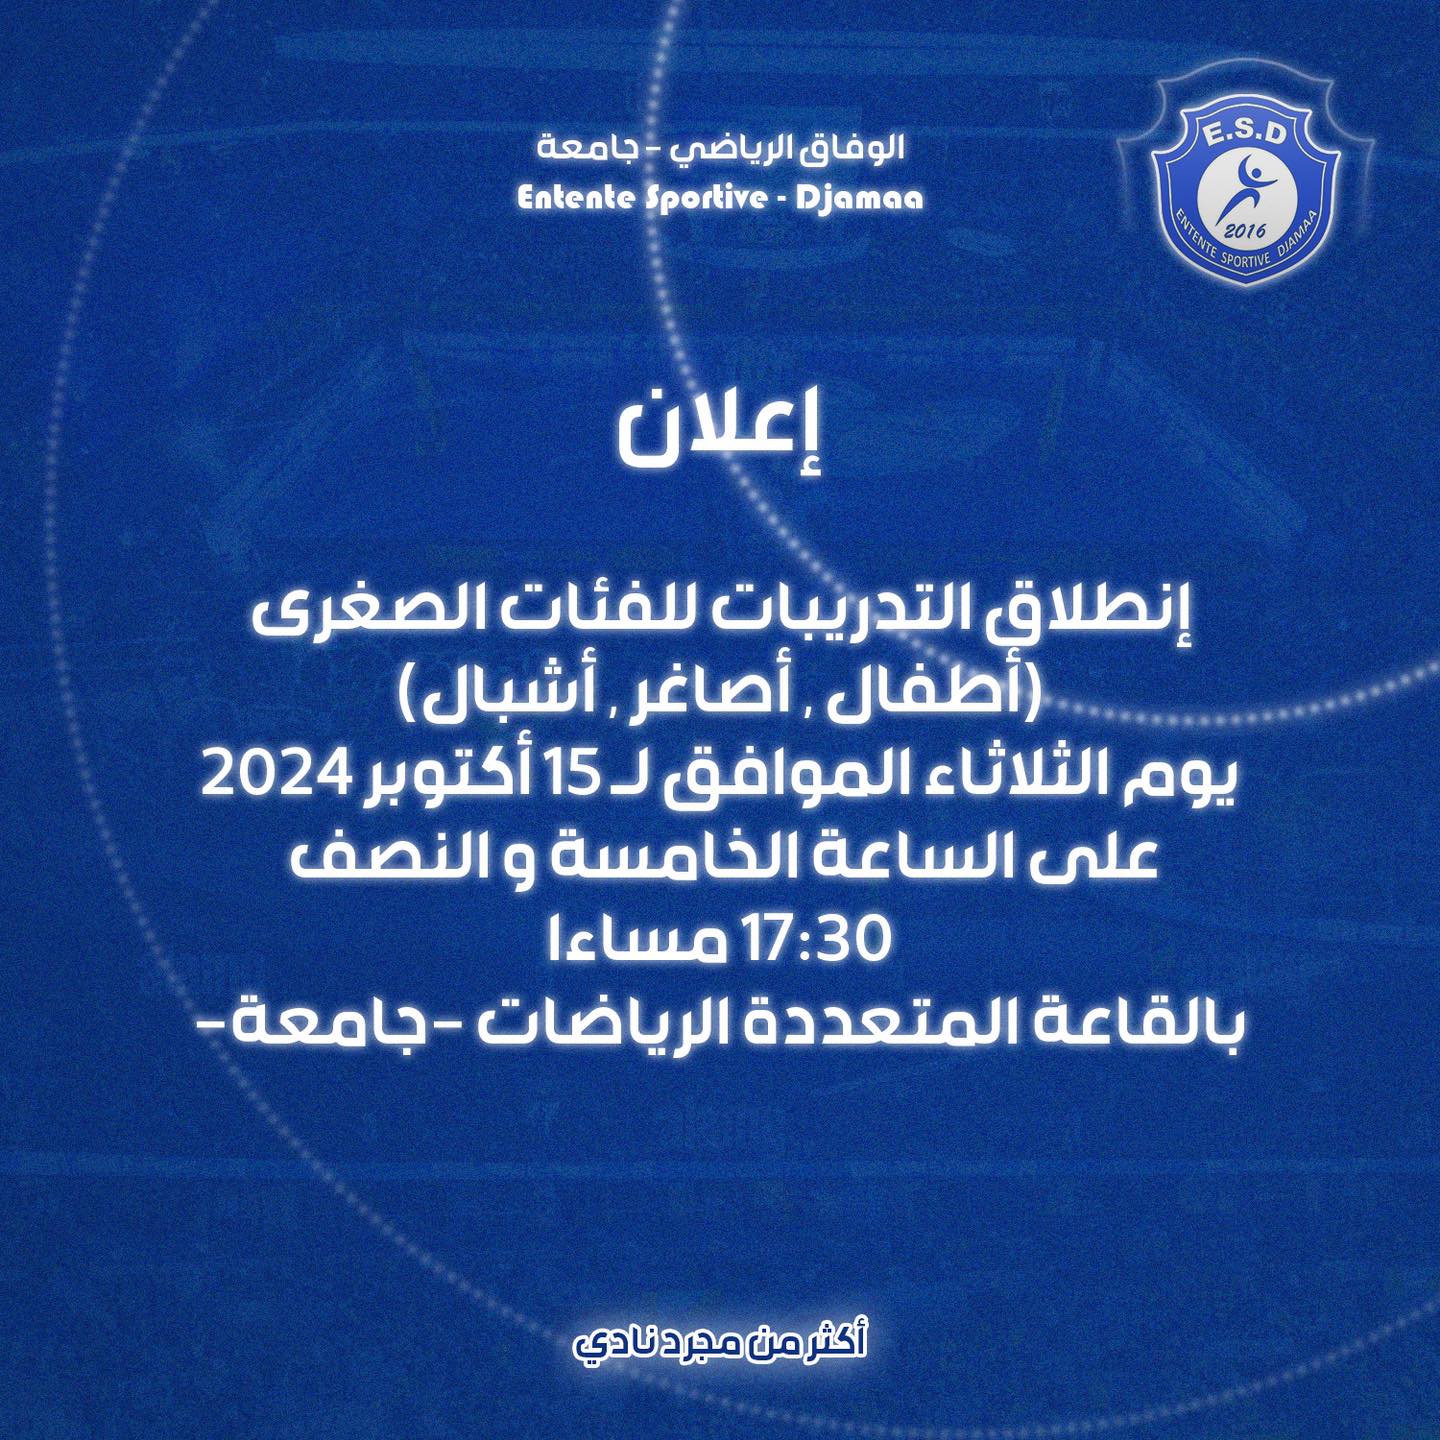 الوفاق الرياضي - جامعة
Entente Sportive - Djamaa
E.S.D
2016
ENTENTE SPORTIVE DJAMAA
إعلان
إنطلاق التدريبات للفئات الصغرى
(أطفال , أصاغر , أشبال)
يوم الثلاثاء الموافق لـ 15 أكتوبر 2024
على الساعة الخامسة و النصف
17:30 مساءا
بالقاعة المتعددة الرياضات -جامعة-
أكثر من مجرد نادي